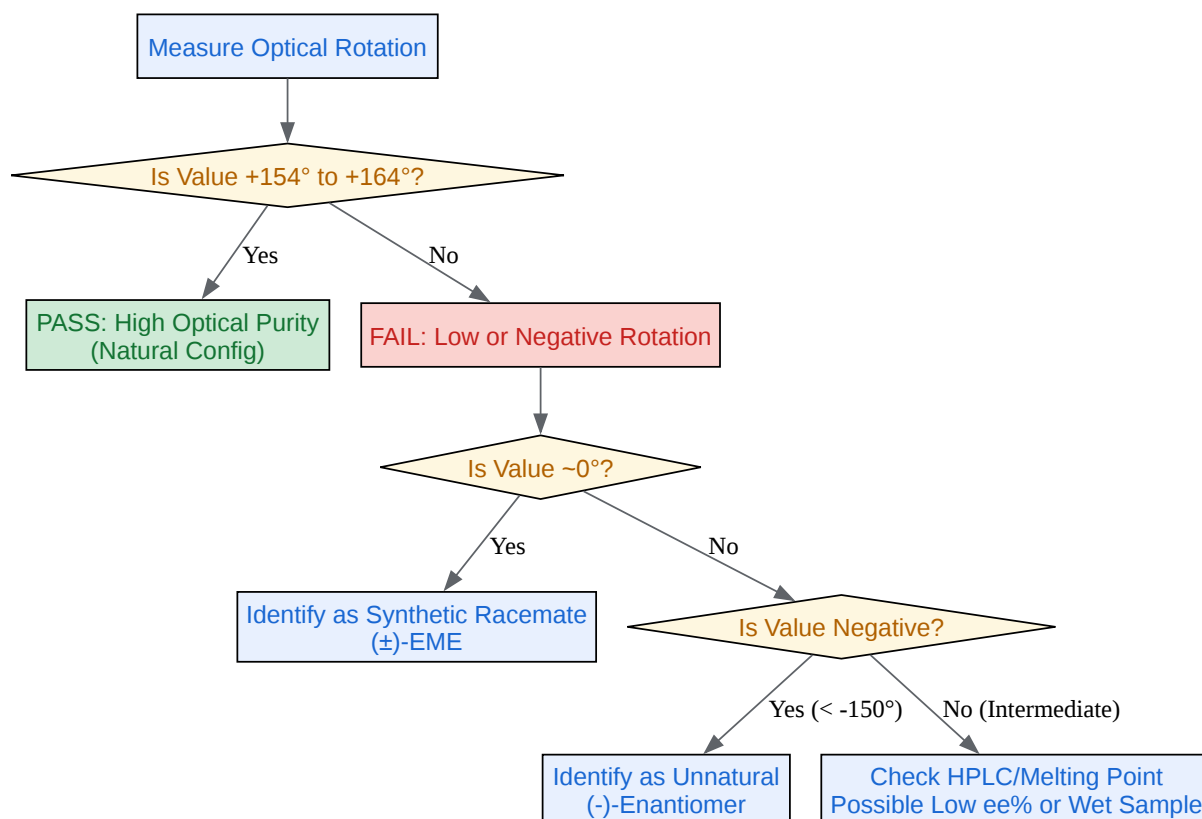 Measure Optical Rotation
Is Value +154° to +164°?
Yes
No
PASS: High Optical Purity
(Natural Config)
FAIL: Low or Negative Rotation
Is Value ~0°?
Yes
No
Identify as Synthetic Racemate
(±)-EME
Is Value Negative?
Yes (< -150°)
No (Intermediate)
Identify as Unnatural
(-)-Enantiomer
Check HPLC/Melting Point
Possible Low ee% or Wet Sample